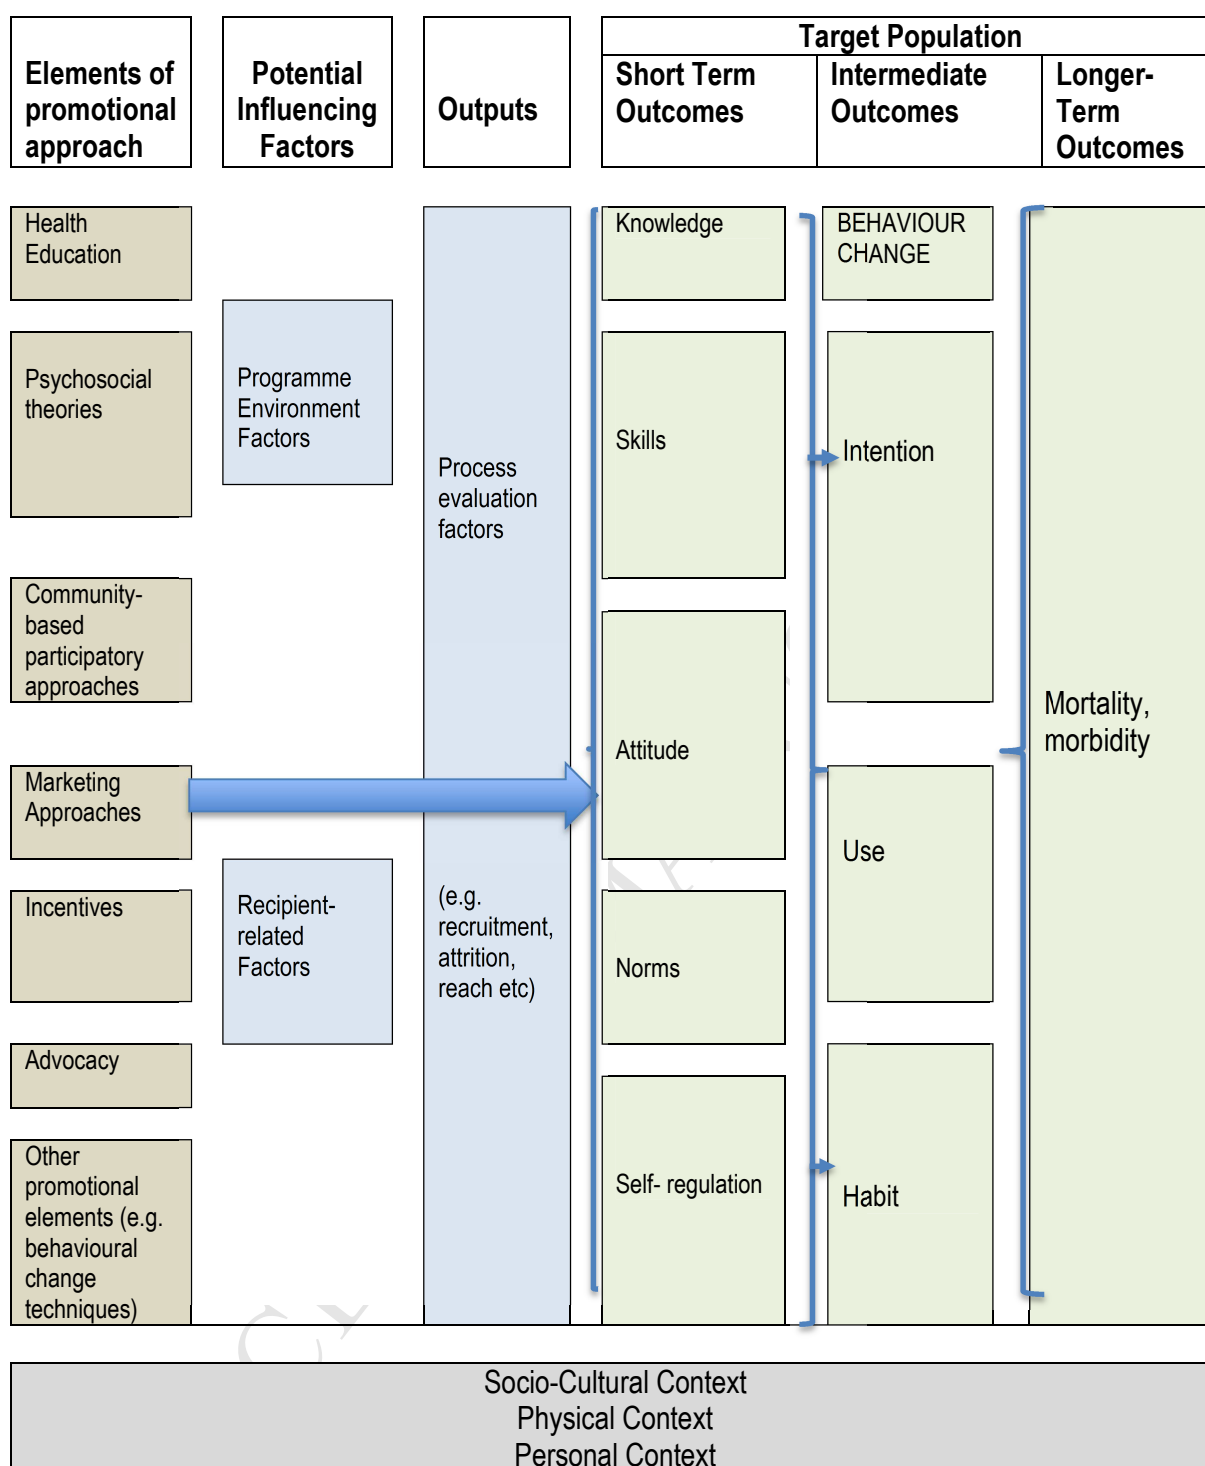 Target Population
Elements of
promotional
approach
Potential
Influencing
Factors
Outputs
Short Term
Outcomes
Intermediate
Outcomes
Longer-
Term
Outcomes
Health
Education
Psychosocial
theories
Community-
based
participatory
approaches
Marketing
Approaches
Incentives
Advocacy
Other
promotional
elements (e.g.
behavioural
change
techniques)
Programme
Environment
Factors
Recipient-
related
Factors
Process
evaluation
factors
(e.g.
recruitment,
attrition,
reach etc)
Knowledge
Skills
Attitude
Norms
Self- regulation
BEHAVIOUR
CHANGE
Intention
Use
Habit
Mortality,
morbidity
Socio-Cultural Context
Physical Context
Personal Context